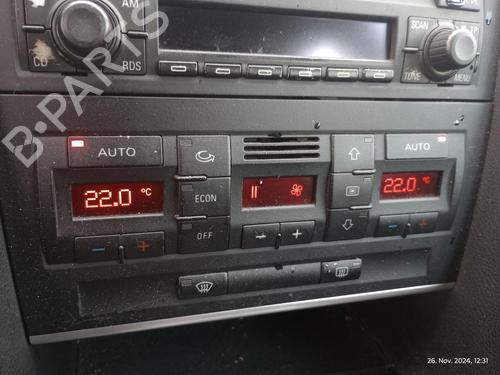 AM
SCAN
CD
RDS
TONE
MENU
AUTO
AUTO
22.0 °C
ECON
22.0 °C
OFF
B-PARTS
26. Nov. 2024, 12:31